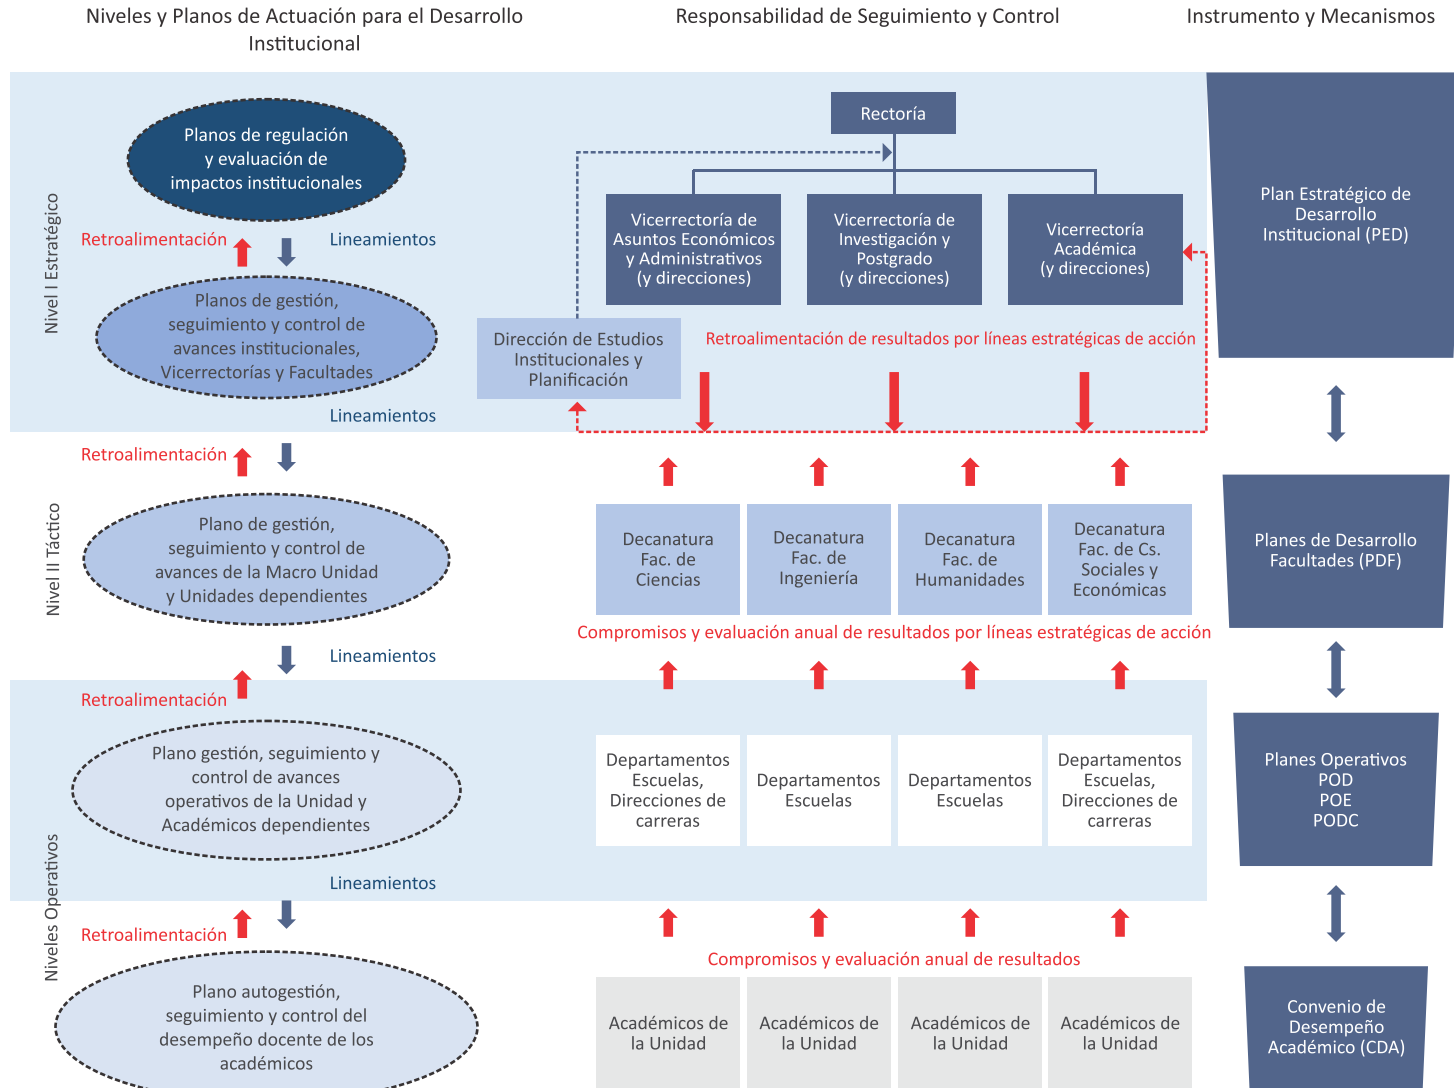 Niveles y Planos de Actuación para el Desarrollo
Institucional
Responsabilidad de Seguimiento y Control
Instrumento y Mecanismos
Nivel I Estratégico
Planos de regulación
y evaluación de
impactos institucionales
Retroalimentación
Lineamientos
Planos de gestión,
seguimiento y control de
avances institucionales,
Vicerrectorías y Facultades
Lineamientos
Rectoría
Vicerrectoría de
Asuntos Económicos
y Administrativos
(y direcciones)
Vicerrectoría de
Investigación y
Postgrado
(y direcciones)
Vicerrectoría
Académica
(y direcciones)
Dirección de Estudios
Institucionales y
Planificación
Retroalimentación de resultados por líneas estratégicas de acción
Plan Estratégico de
Desarrollo
Institucional (PED)
Retroalimentación
Nivel II Táctico
Plano de gestión,
seguimiento y control de
avances de la Macro Unidad
y Unidades dependientes
Lineamientos
Decanatura
Fac. de
Ciencias
Decanatura
Fac. de
Ingeniería
Decanatura
Fac. de
Humanidades
Decanatura
Fac. de Cs.
Sociales y
Económicas
Compromisos y evaluación anual de resultados por líneas estratégicas de acción
Planes de Desarrollo
Facultades (PDF)
Retroalimentación
Niveles Operativos
Plano gestión, seguimiento y
control de avances
operativos de la Unidad y
Académicos dependientes
Lineamientos
Departamentos
Escuelas,
Direcciones de
carreras
Departamentos
Escuelas
Departamentos
Escuelas
Departamentos
Escuelas,
Direcciones de
carreras
Planes Operativos
POD
POE
PODC
Retroalimentación
Compromisos y evaluación anual de resultados
Plano autogestión,
seguimiento y control del
desempeño docente de los
académicos
Académicos de
la Unidad
Académicos de
la Unidad
Académicos de
la Unidad
Académicos de
la Unidad
Convenio de
Desempeño
Académico (CDA)